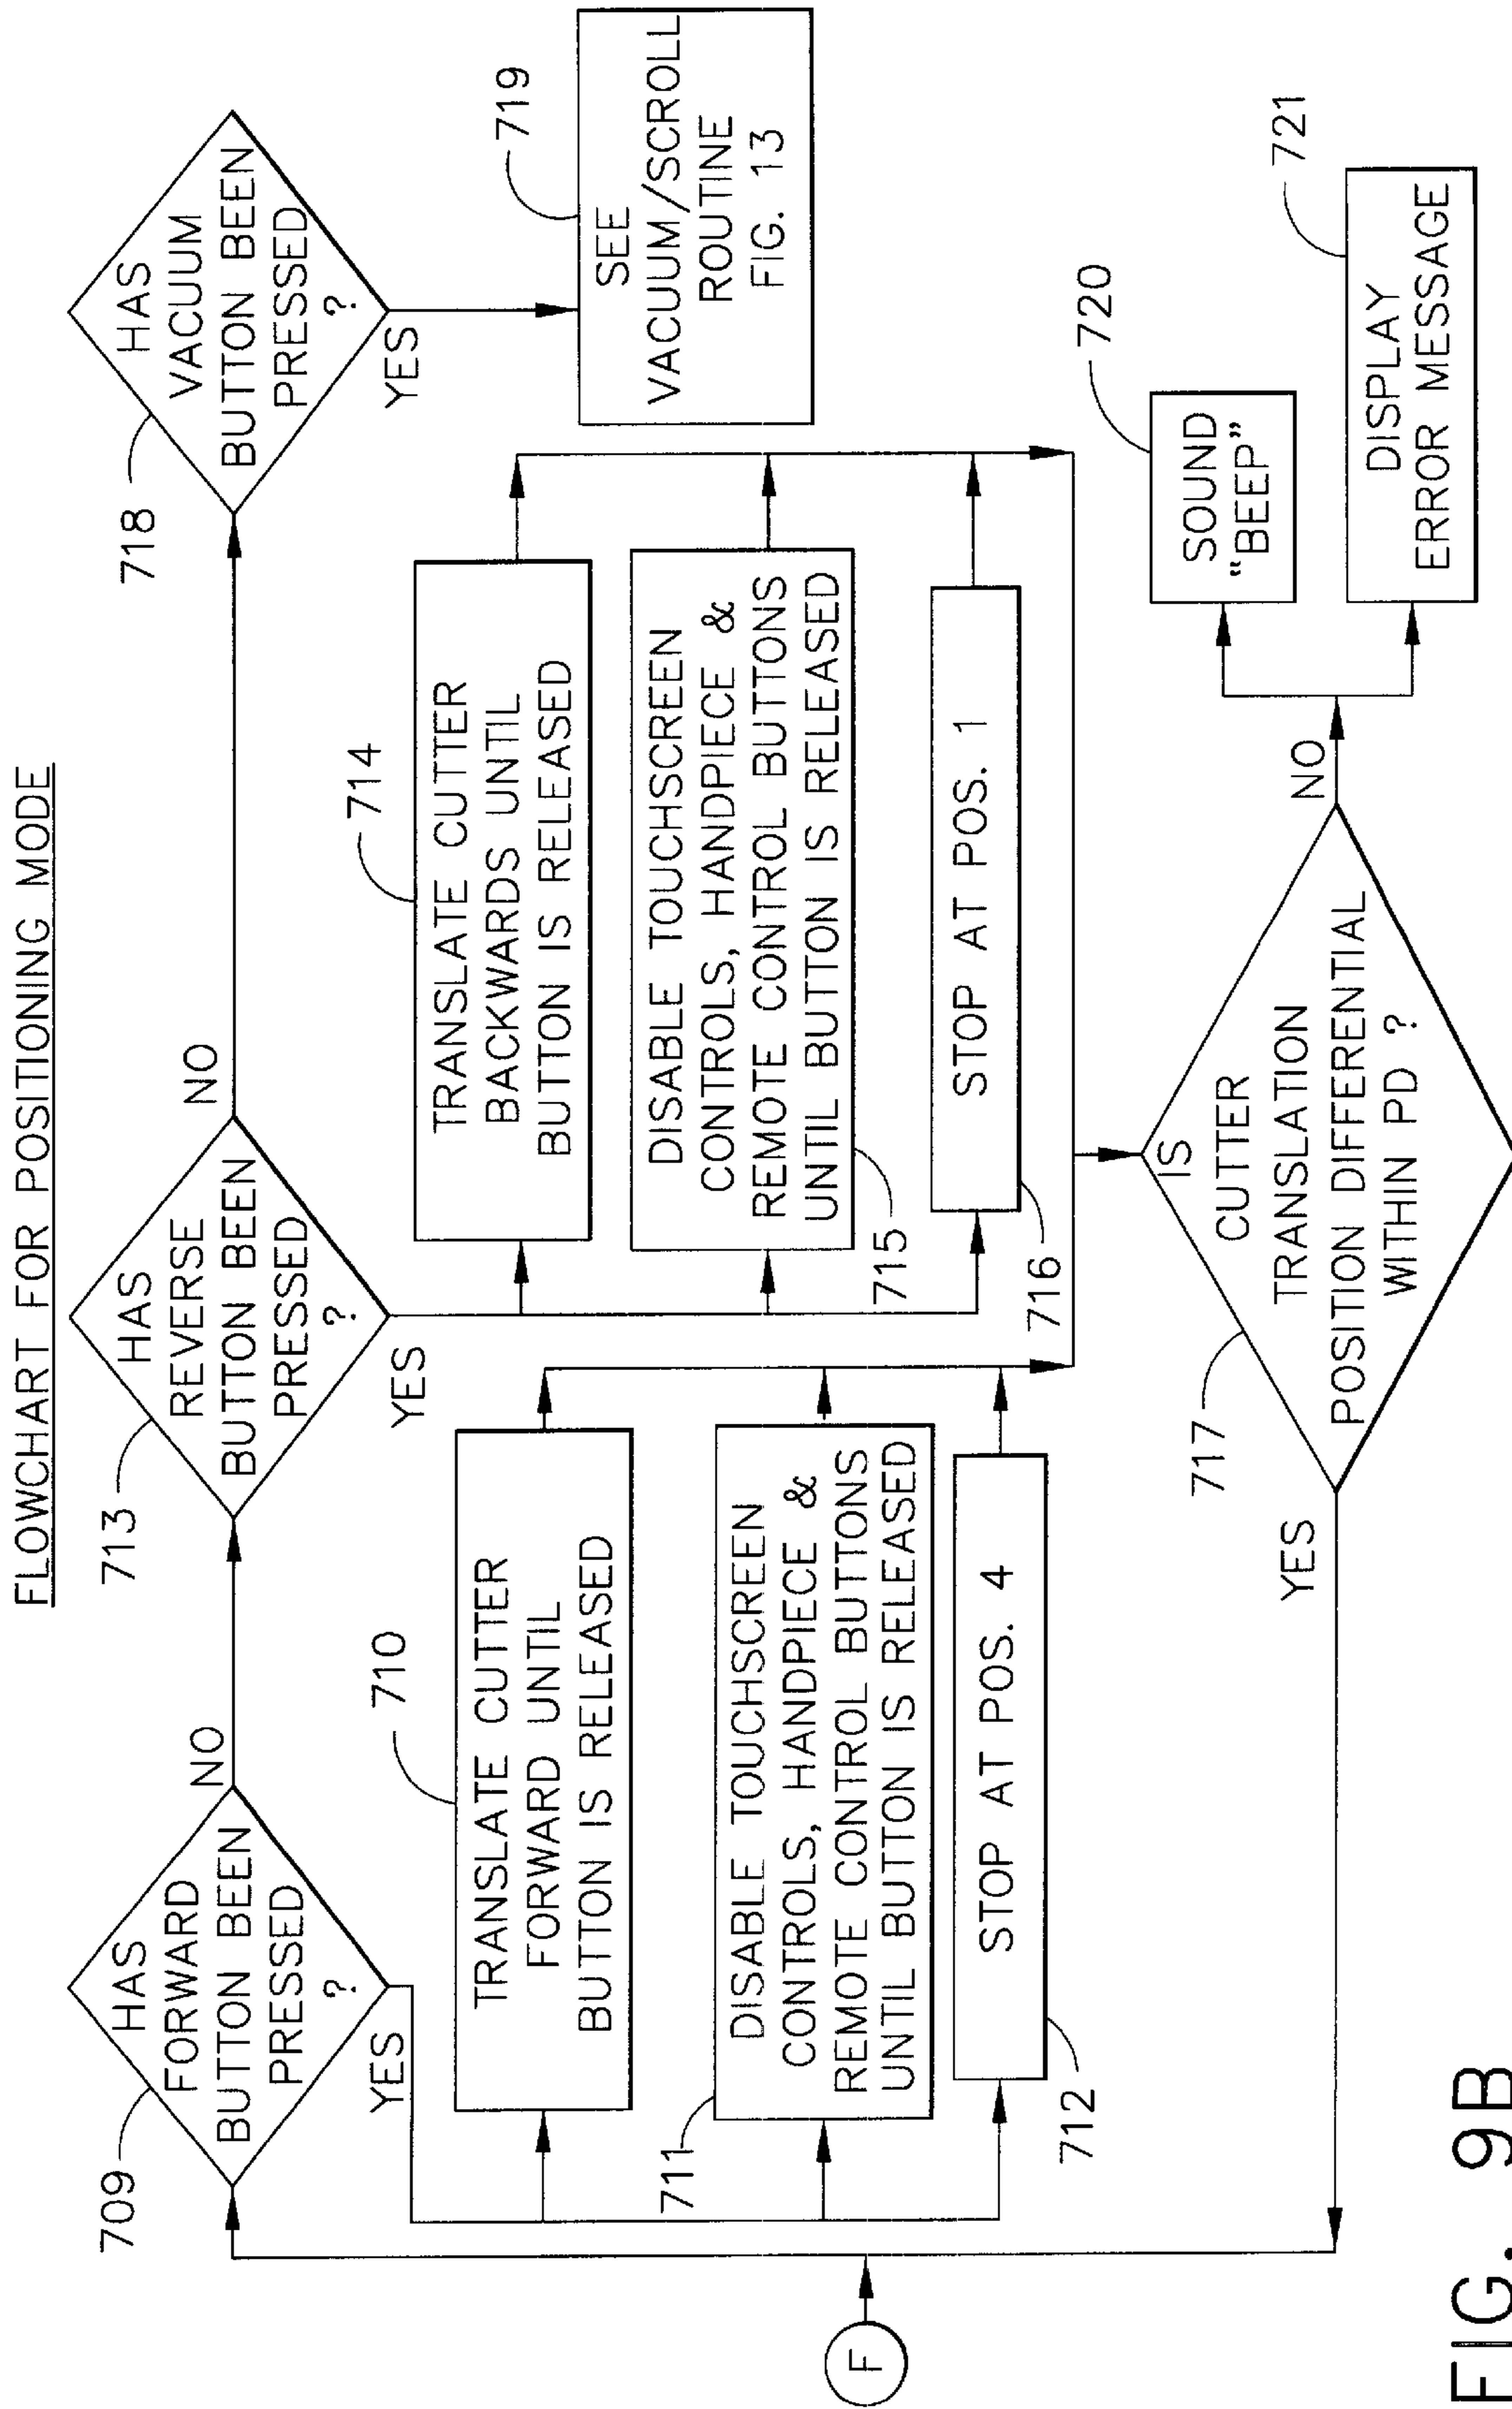 FLOWCHART FOR POSITIONING MODE
709
HAS
FORWARD
BUTTON BEEN
PRESSED
?
NO
YES
713
HAS
REVERSE
BUTTON BEEN
PRESSED
?
NO
YES
718
HAS
VACUUM
BUTTON BEEN
PRESSED
?
YES
719
SEE
VACUUM/SCROLL
ROUTINE
FIG. 13
710
TRANSLATE CUTTER
FORWARD UNTIL
BUTTON IS RELEASED
711
DISABLE TOUCHSCREEN
CONTROLS, HANDPIECE &
REMOTE CONTROL BUTTONS
UNTIL BUTTON IS RELEASED
STOP AT POS. 4
712
714
TRANSLATE CUTTER
BACKWARDS UNTIL
BUTTON IS RELEASED
DISABLE TOUCHSCREEN
CONTROLS, HANDPIECE &
REMOTE CONTROL BUTTONS
UNTIL BUTTON IS RELEASED
715
STOP AT POS. 1
716
F
717
IS
CUTTER
TRANSLATION
POSITION DIFFERENTIAL
WITHIN PD ?
YES
NO
720
SOUND
"BEEP"
721
DISPLAY
ERROR MESSAGE
FIG. 9B